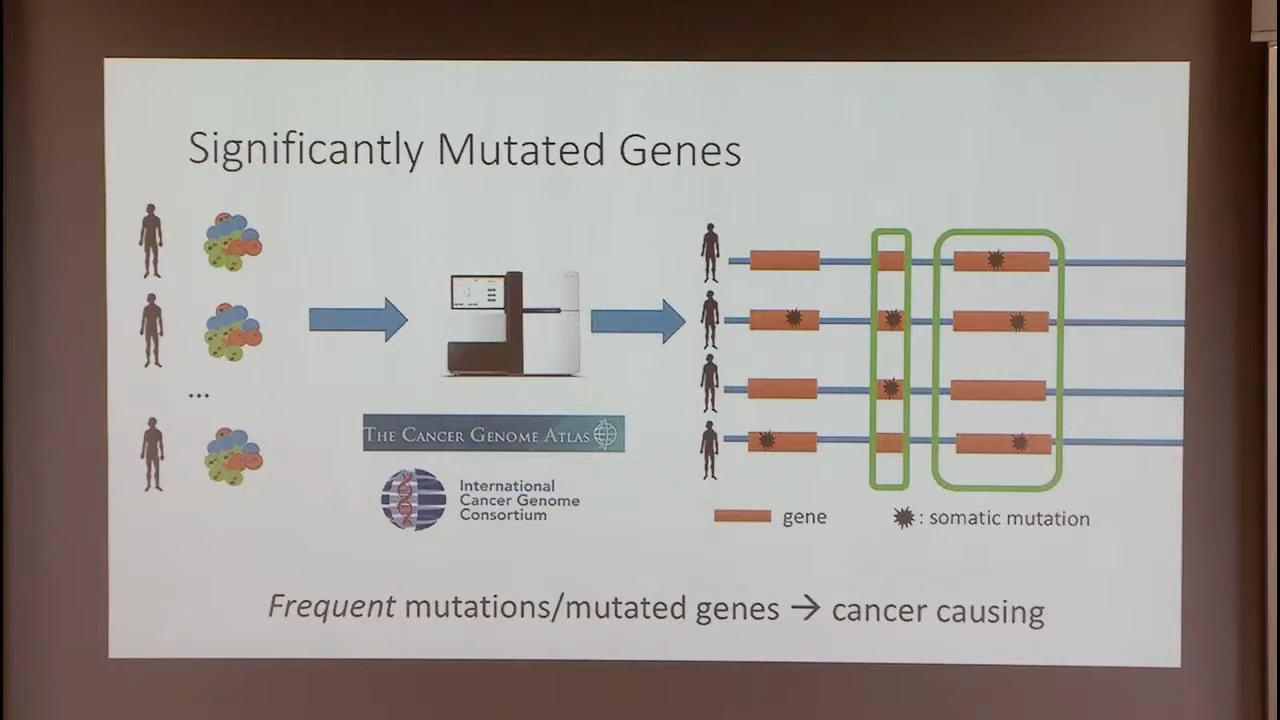 Significantly Mutated Genes
...
THE CANCER GENOME ATLAS
International
Cancer Genome
Consortium
gene
: somatic mutation
Frequent mutations/mutated genes → cancer causing